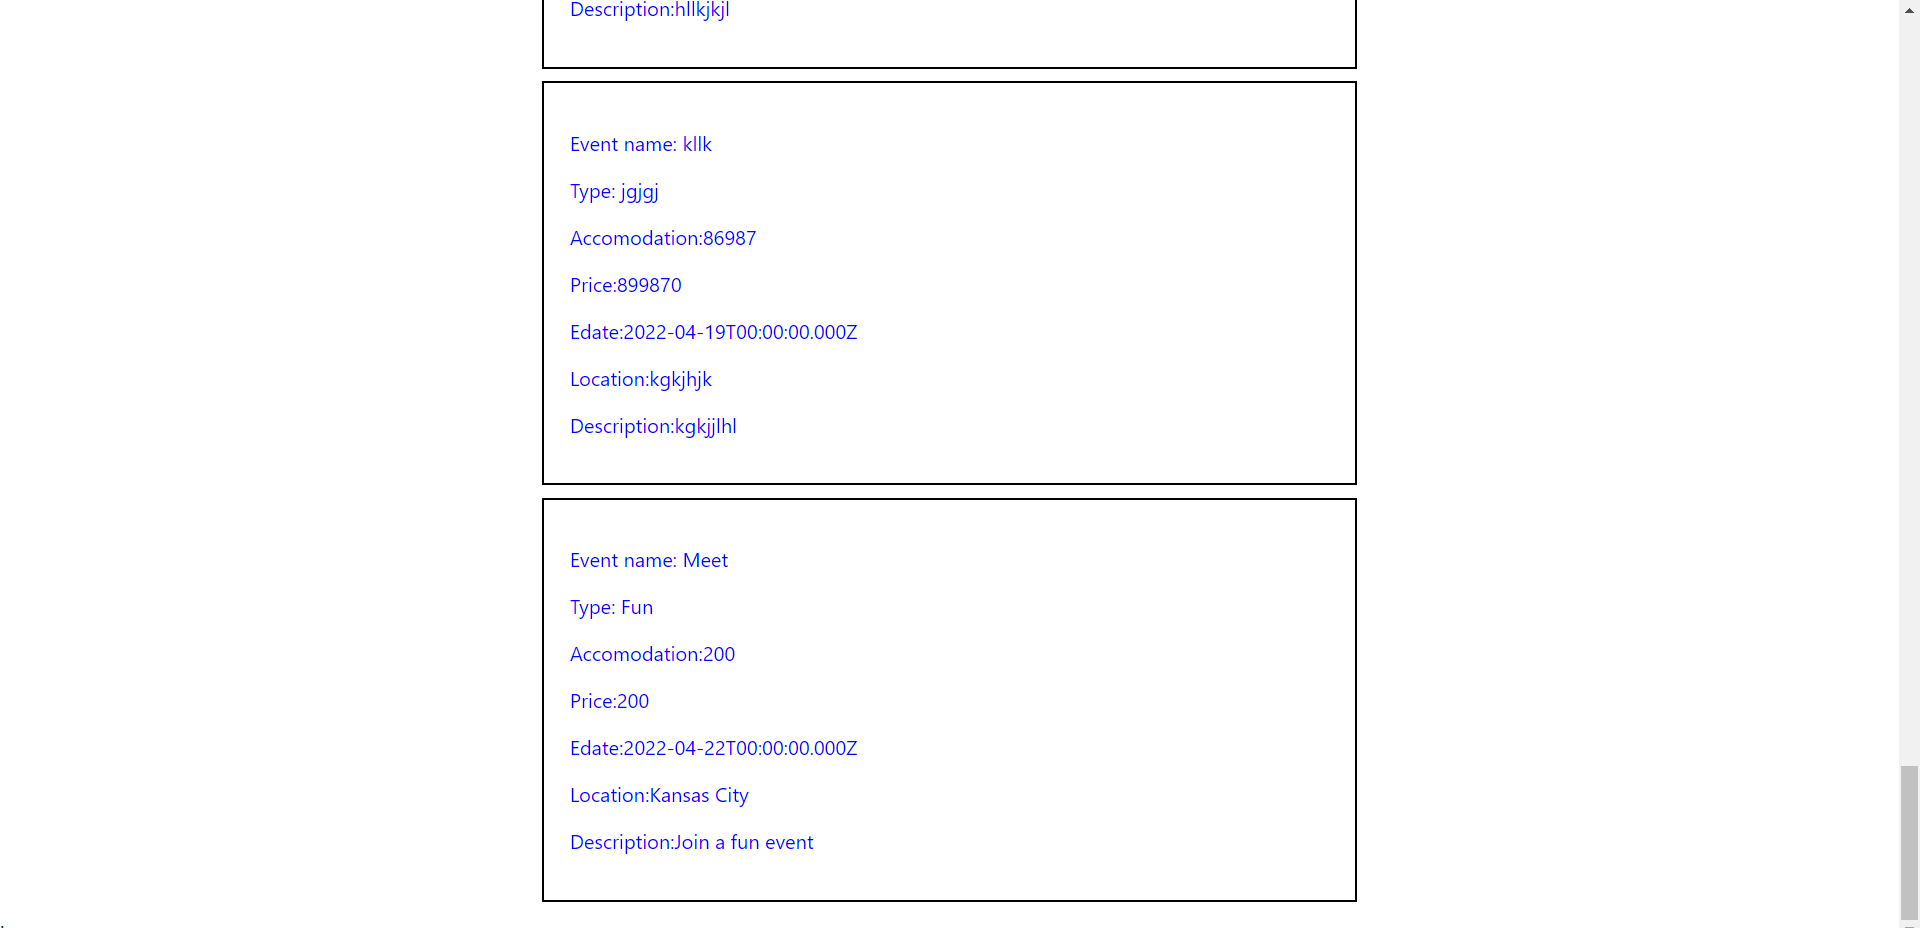 Description:hllkjkjl
Event name: kllk
Type: jgjgj
Accomodation:86987
Price:899870
Edate:2022-04-19T00:00:00.000Z
Location:kgkjhjk
Description:kgkjjlhl
Event name: Meet
Type: Fun
Accomodation:200
Price:200
Edate:2022-04-22T00:00:00.000Z
Location:Kansas City
Description:Join a fun event
.